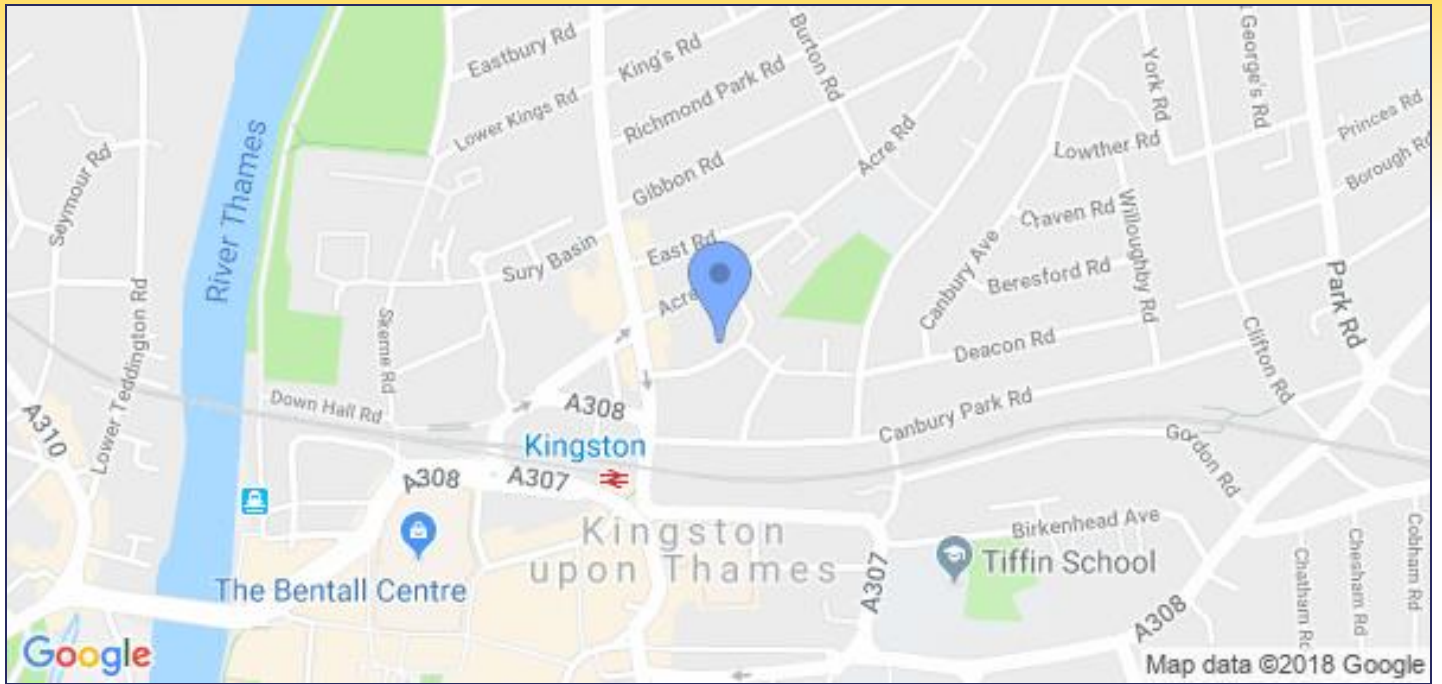 Eastbury Rd
King's Rd
Burton Rd
York Rd
George's Rd
Lower Kings Rd
Richmond Park Rd
Princes Rd
Seymour Rd
River Thames
Gibbon Rd
Acre Rd
Lowther Rd
Borough Rd
Craven Rd
Willoughby Rd
Sury Basin
East Rd
Canbury Ave
Beresford Rd
Park Rd
Acre
Lower Teddington Rd
Skerne Rd
Deacon Rd
Clifton Rd
A310
Down Hall Rd
A308
Canbury Park Rd
Kingston
Gordon Rd
A308
A307
Kingston
upon Thames
Birkenhead Ave
Tiffin School
The Bentall Centre
A307
Chatham Rd
Chesham Rd
Cobham Rd
A308
Google
Map data ©2018 Google